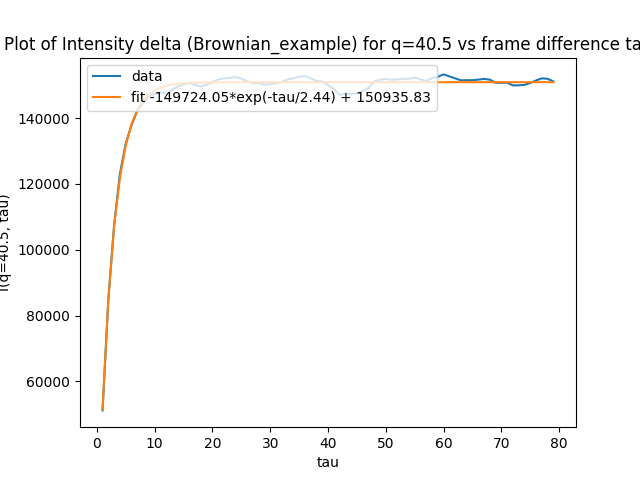 Plot of Intensity delta (Brownian_example) for q=40.5 vs frame difference ta
data
fit -149724.05*exp(-tau/2.44) + 150935.83
I(q=40.5, tau)
140000
120000
100000
80000
60000
0 10 20 30 40 50 60 70 80
tau